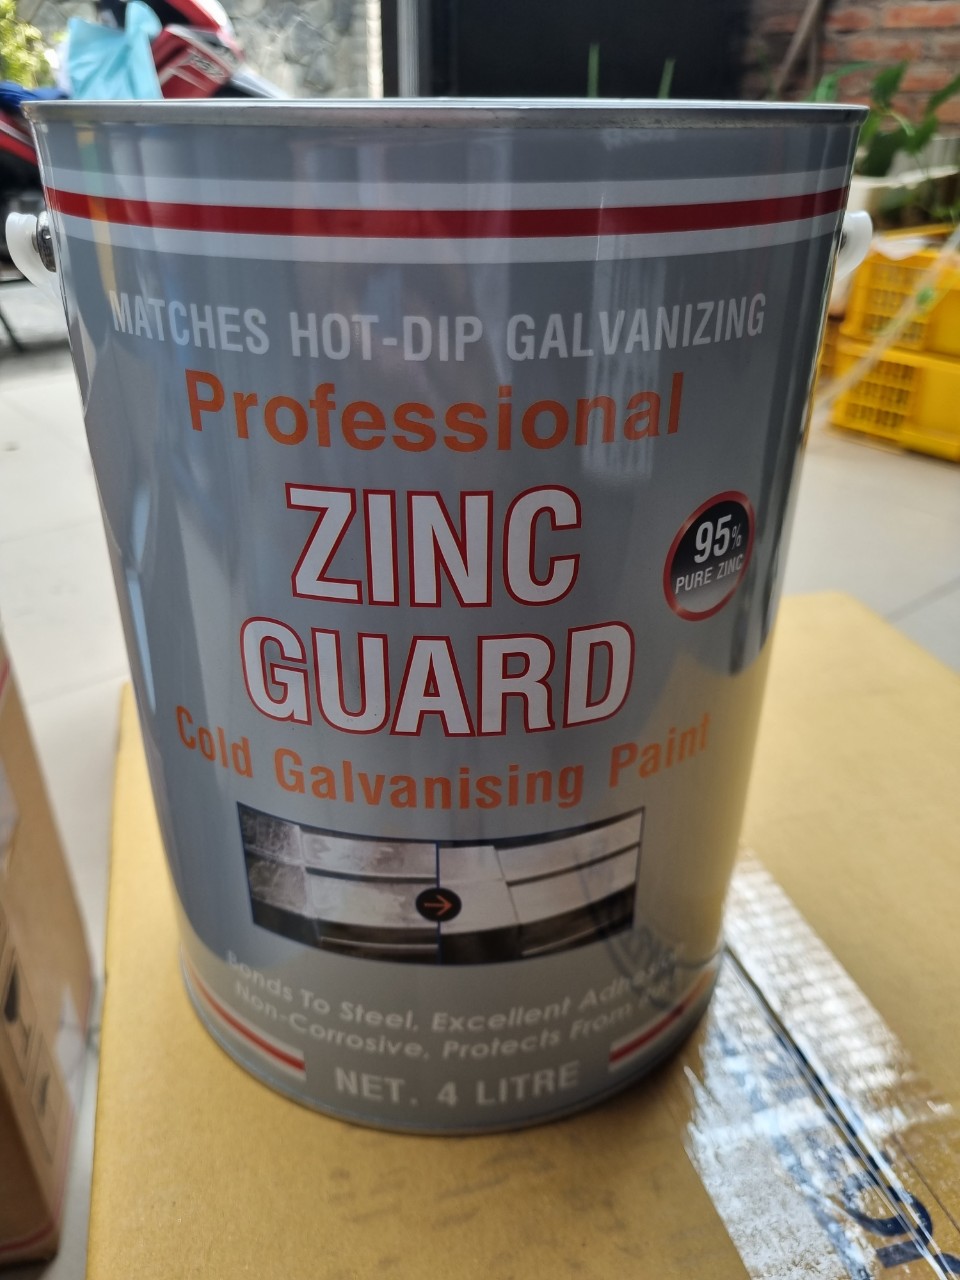 MATCHES HOT-DIP GALVANIZING
Professional
ZINC
GUARD
95%
PURE ZINC
Cold Galvanising Paint
Bonds To Steel, Excellent
Non-Corrosive, Protects From
NET. 4 LITRE